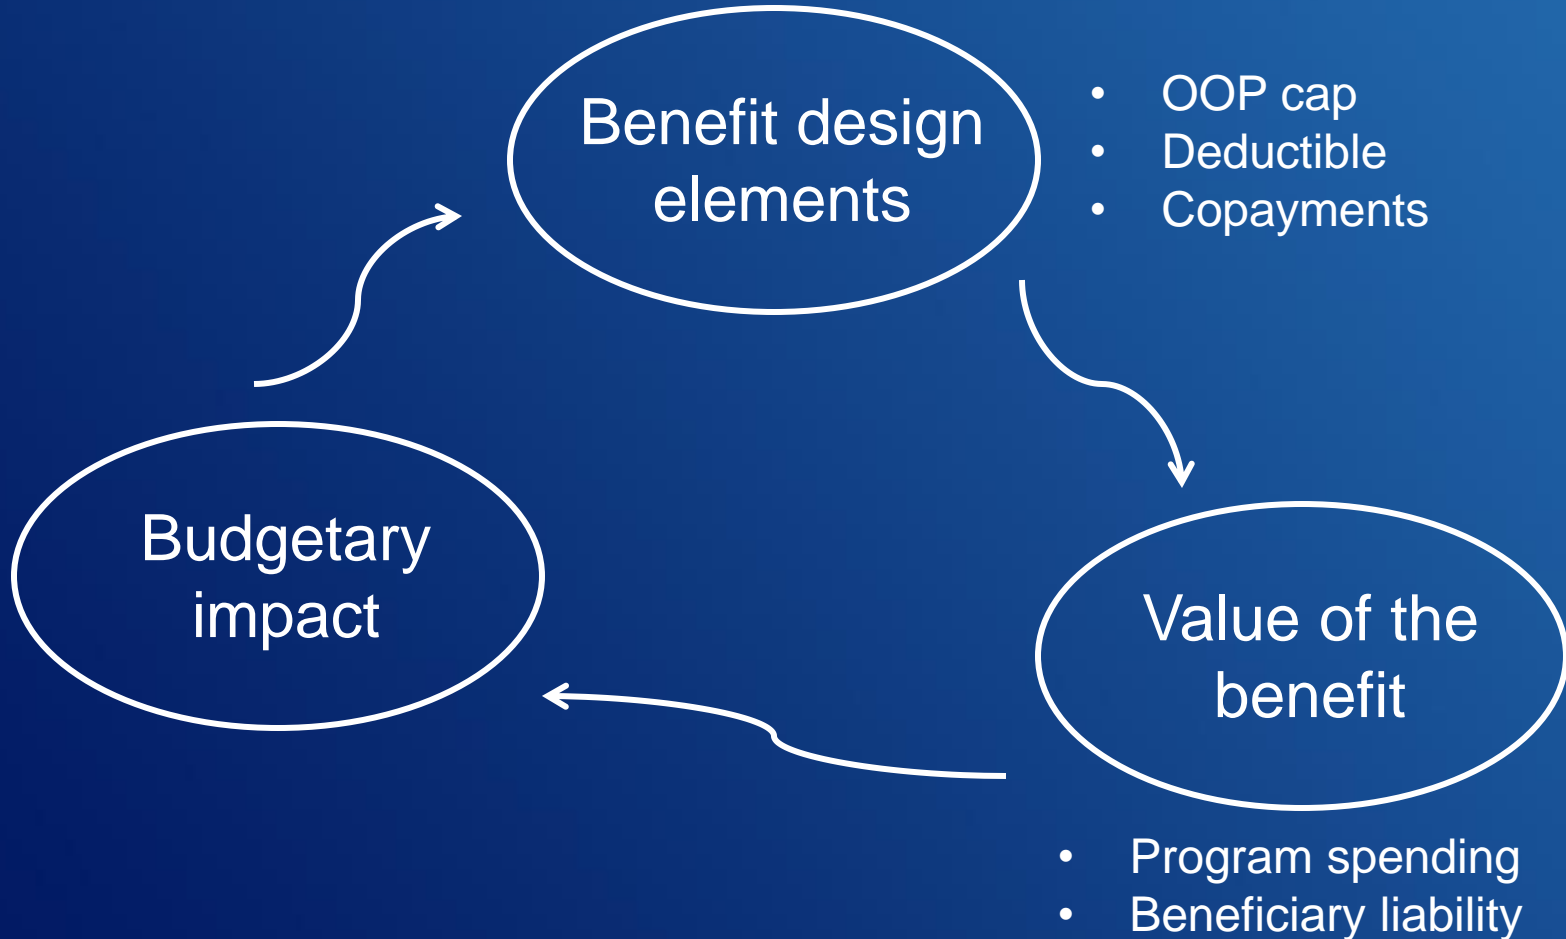 Benefit design
elements
• OOP cap
• Deductible
• Copayments
Budgetary
impact
Value of the
benefit
• Program spending
• Beneficiary liability